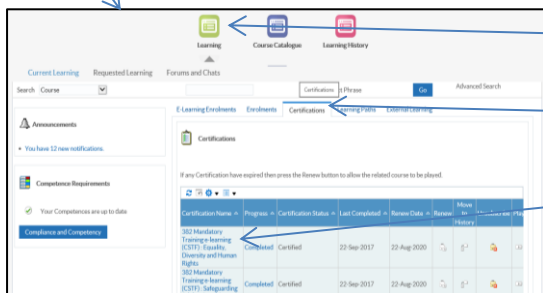 Learning Course Catalogue Learning History
Current Learning Requested Learning Forums and Chats
Search Course Certifications t Phrase Go Advanced Search
E-Learning Enrolments Enrolments Certifications Learning Paths External Learning
Announcements
You have 12 new notifications.
Certifications
If any Certification have expired then press the Renew button to allow the related course to be played.
Competence Requirements
Your Competences are up to date
Compliance and Competency
Certification Name Progress Certification Status Last Completed Renew Date Renew Move to History
382 Mandatory
Training e-learning
(CSTF) : Equality,
Diversity and Human
Rights
Completed Certified 22-Sep-2017 22-Aug-2020
382 Mandatory
Training e-learning
(CSTF) : Safeguarding
Completed Certified 22-Sep-2017 22-Aug-2020